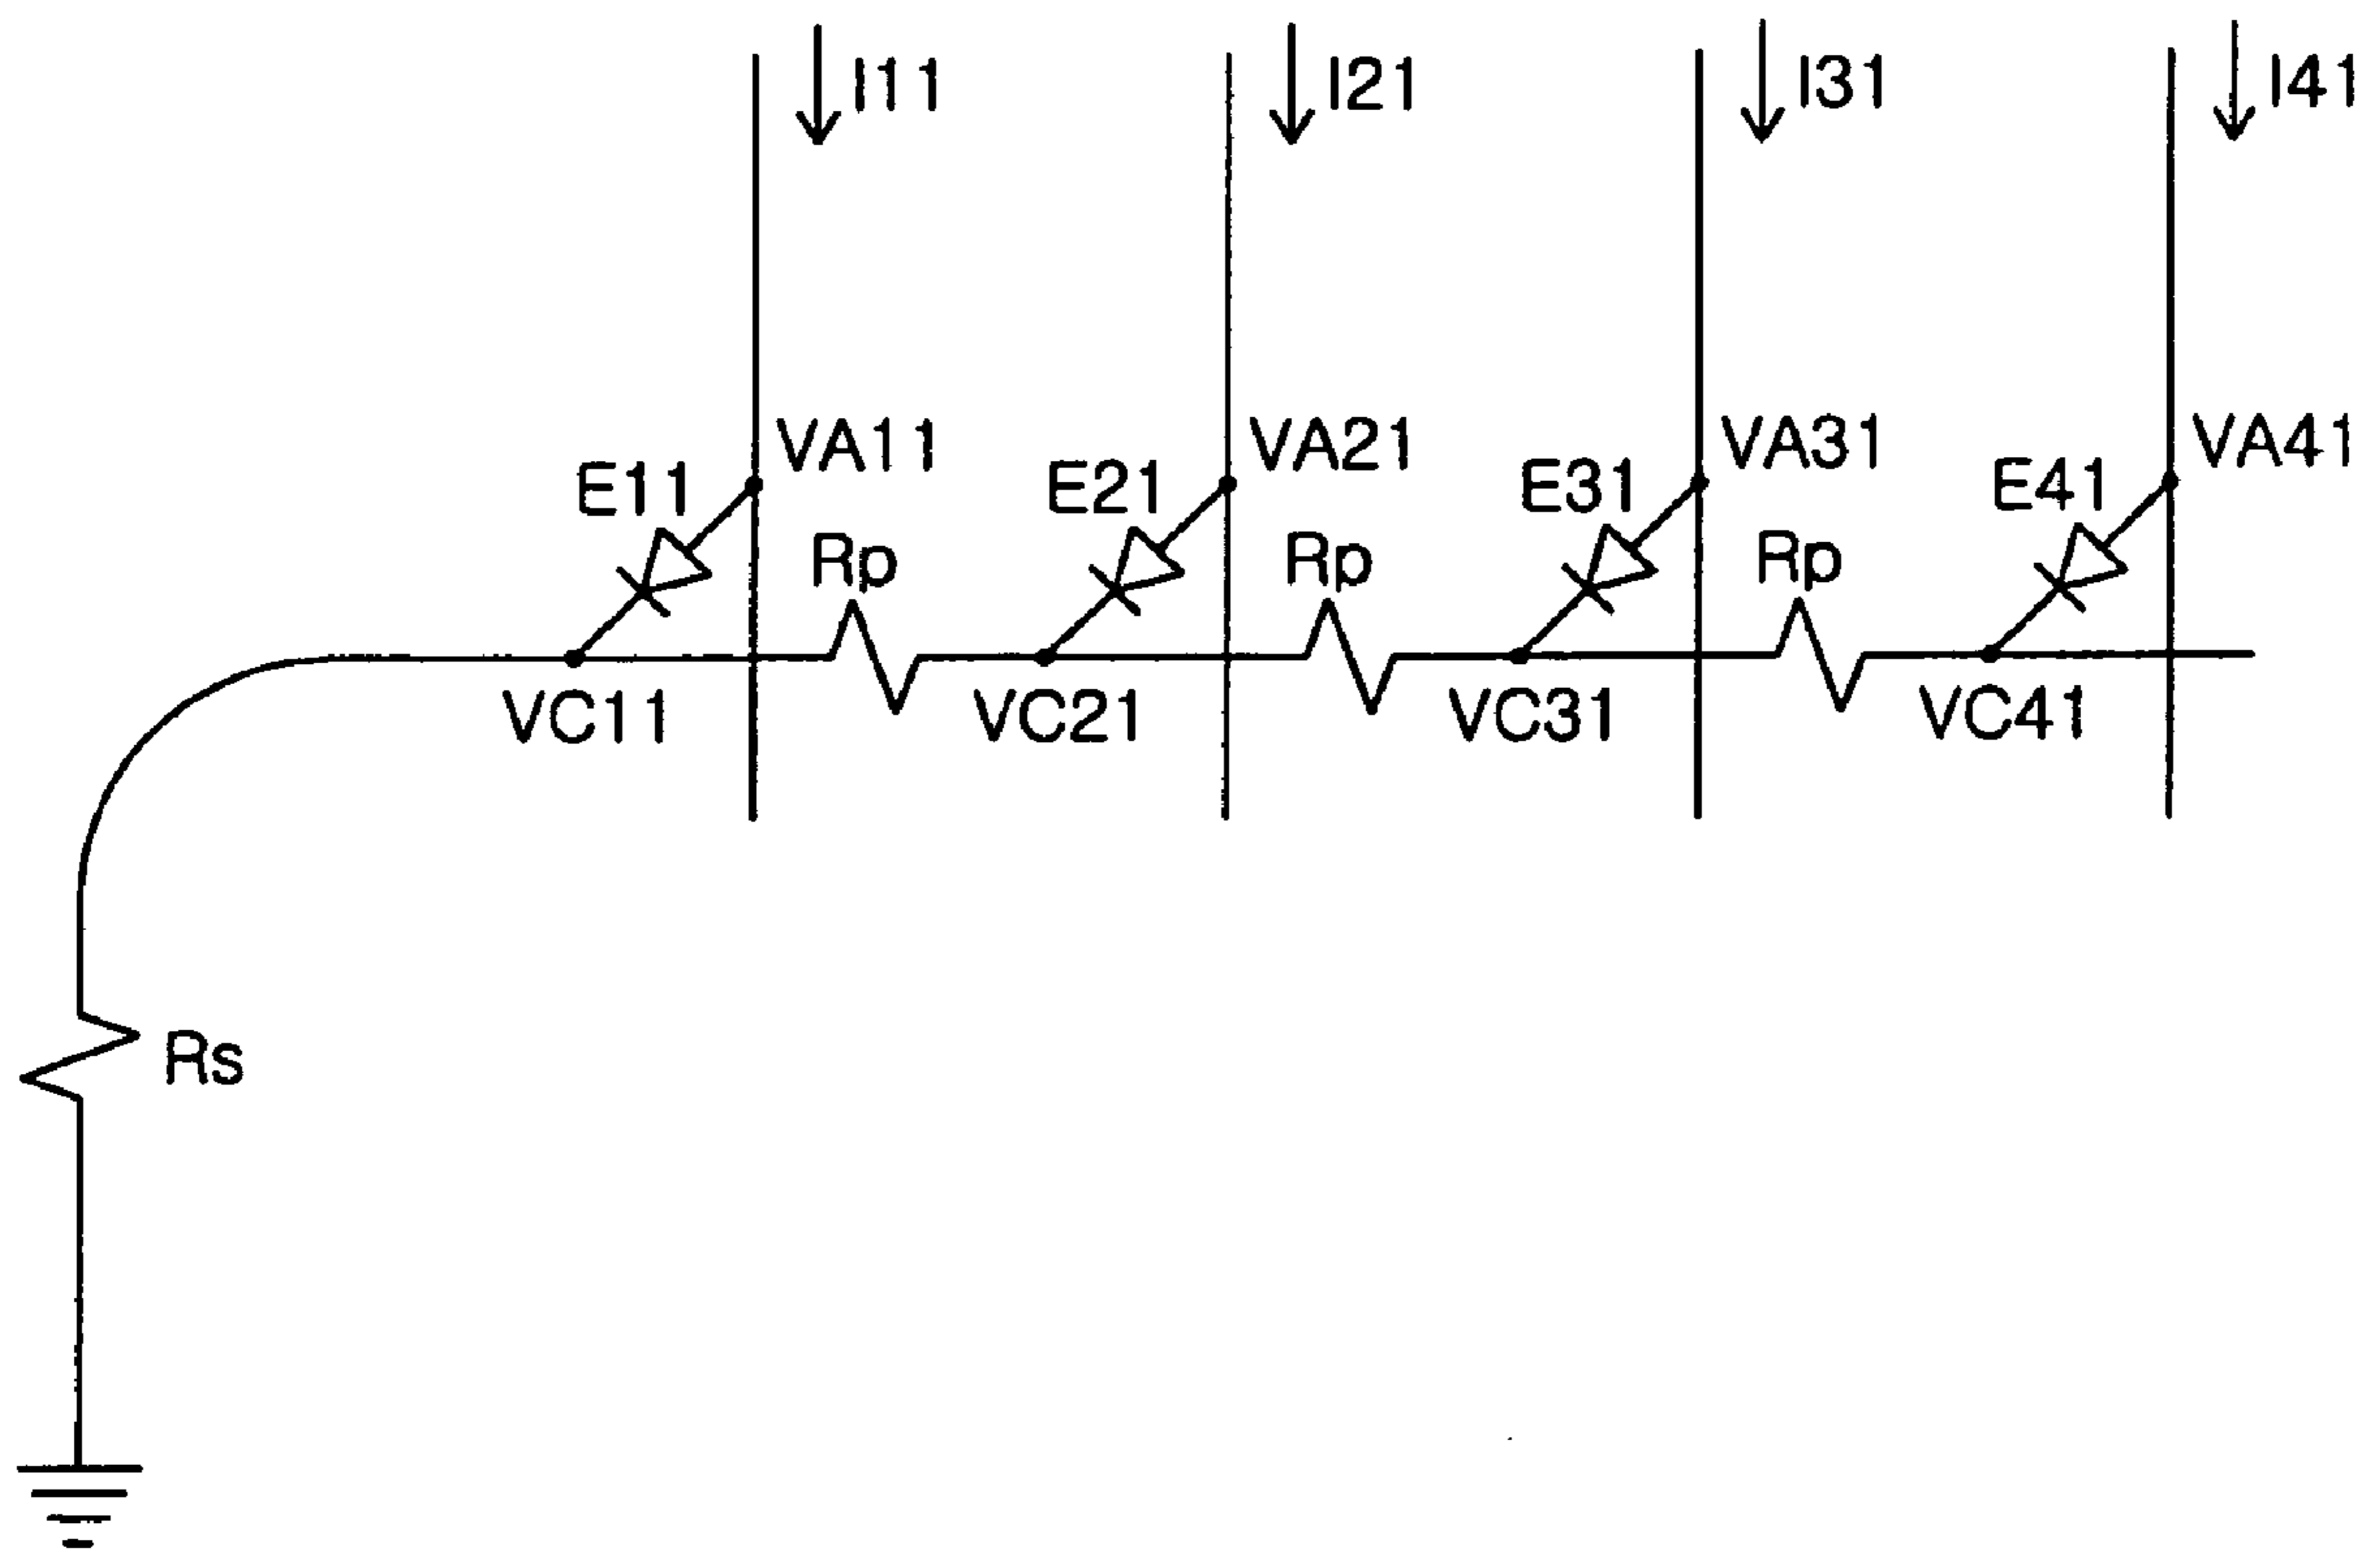 I11
I21
I31
I41
VA11
VA21
VA31
VA41
E11
E21
E31
E41
Rp
Rp
Rp
VC11
VC21
VC31
VC41
Rs